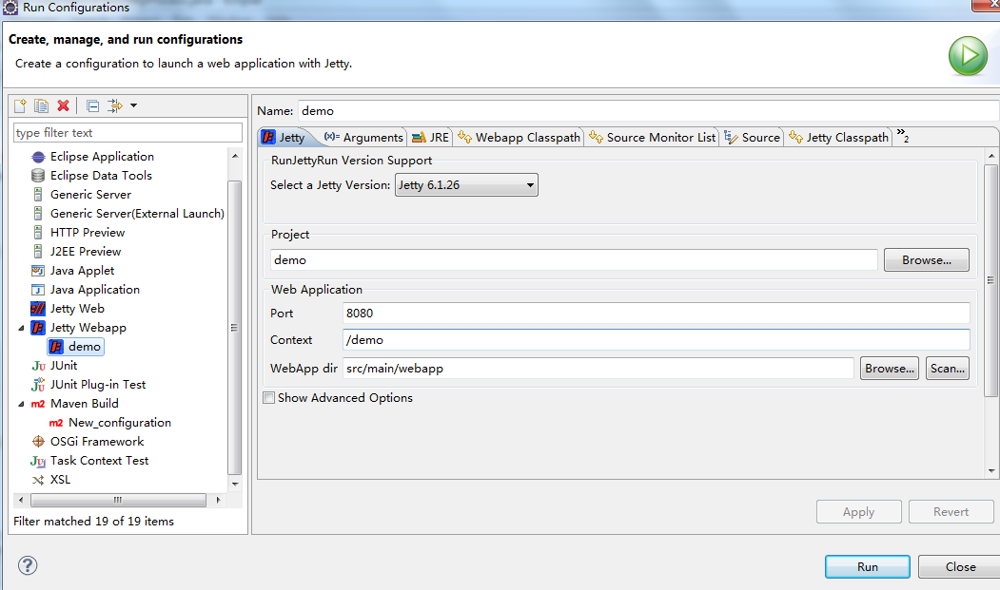 Run Configurations
Create, manage, and run configurations
Create a configuration to launch a web application with Jetty.
type filter text
Eclipse Application
Eclipse Data Tools
Generic Server
Generic Server(External Launch)
HTTP Preview
J2EE Preview
Java Applet
Java Application
Jetty Web
Jetty Webapp
demo
JUnit
JUnit Plug-in Test
Maven Build
m2 New_configuration
OSGi Framework
Task Context Test
XSL
Filter matched 19 of 19 items
Name: demo
Jetty (x)= Arguments JRE Webapp Classpath Source Monitor List Source Jetty Classpath »2
RunJettyRun Version Support
Select a Jetty Version: Jetty 6.1.26
Project
demo Browse...
Web Application
Port 8080
Context /demo
WebApp dir src/main/webapp Browse... Scan...
Show Advanced Options
Apply Revert
? Run Close